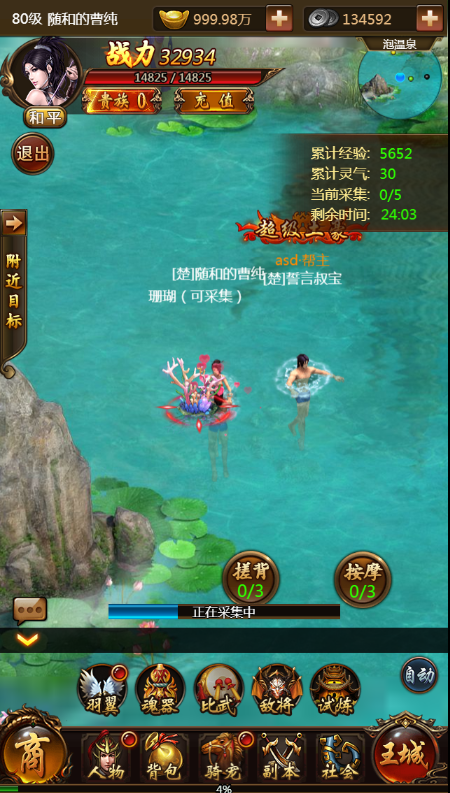 80级 随和的曹纯
999.98万
134592
战力 32934
14825 / 14825
贵族 0
充值
和平
泡温泉
退出
累计经验: 5652
累计灵气: 30
当前采集: 0/5
剩余时间: 24:03
附近目标
超级土豪
asd·帮主
[楚]随和的曹纯
[楚]誓言叔宝
珊瑚（可采集）
搓背
0/3
按摩
0/3
正在采集中
自动
羽翼
魂器
比武
敌将
试炼
商
人物
背包
骑宠
副本
社会
王城
4%